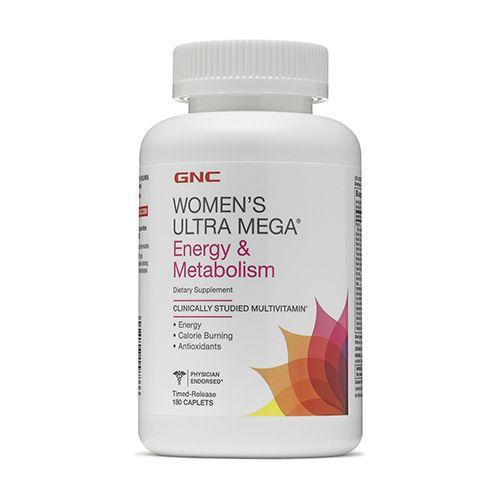 GNC
WOMEN'S
ULTRA MEGA®
Energy &
Metabolism
Dietary Supplement
CLINICALLY STUDIED MULTIVITAMIN*
• Energy
• Calorie Burning
• Antioxidants
PHYSICIAN
ENDORSED^
Timed-Release
180 CAPLETS